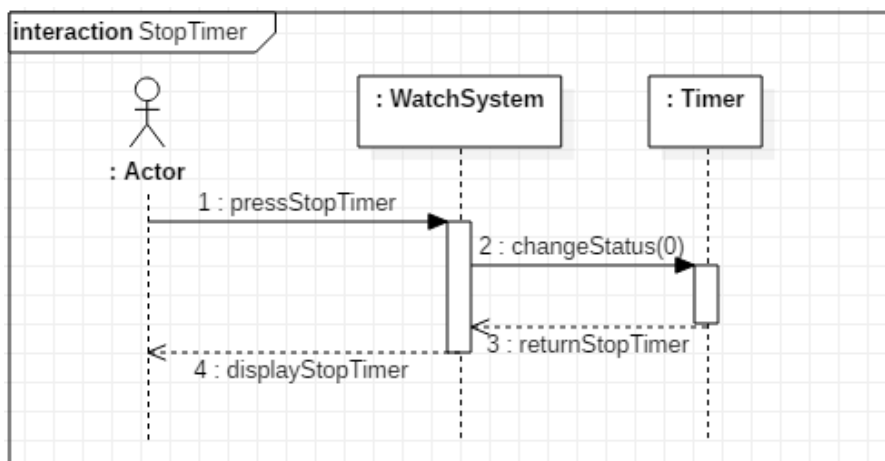 interaction StopTimer
: WatchSystem
: Timer
: Actor
1 : pressStopTimer
2 : changeStatus(0)
3 : returnStopTimer
4 : displayStopTimer